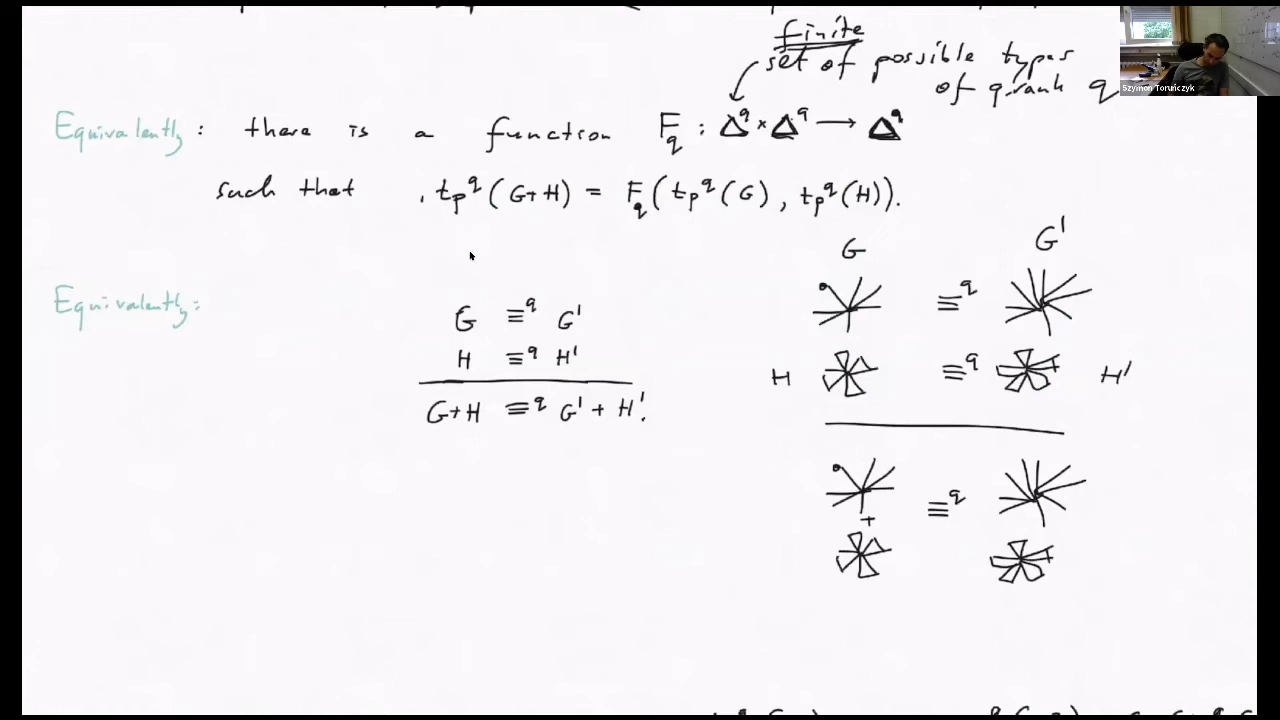 finite
set of possible types
of q-rank q
Szymon Toruńczyk
Equivalently: there is a function F_q : Δ^q × Δ^q → Δ^q
such that tp^q(G+H) = F_q(tp^q(G), tp^q(H)).
G G'
Equivalently:
G ≡^q G'
H ≡^q H'
G+H ≡^q G' + H'.
≡^q
H ≡^q H'
≡^q
+